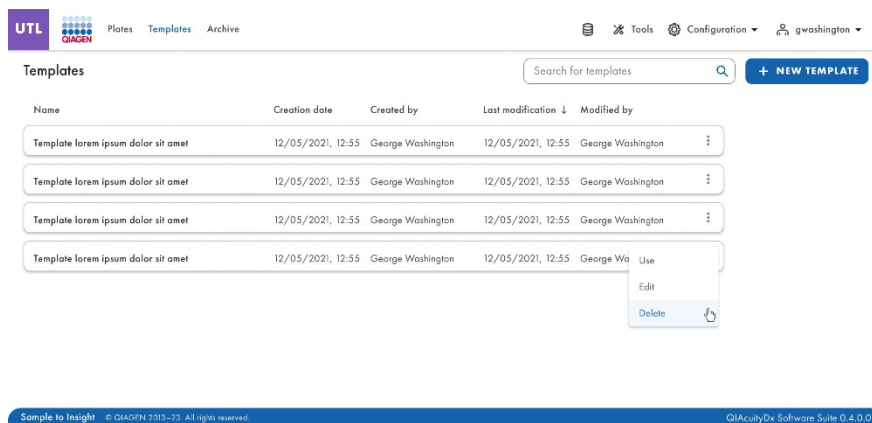 UTL QIAGEN Plates Templates Archive Tools Configuration gwashington
Templates Search for templates + NEW TEMPLATE
Name Creation date Created by Last modification ↓ Modified by
Template lorem ipsum dolor sit amet 12/05/2021, 12:55 George Washington 12/05/2021, 12:55 George Washington
Template lorem ipsum dolor sit amet 12/05/2021, 12:55 George Washington 12/05/2021, 12:55 George Washington
Template lorem ipsum dolor sit amet 12/05/2021, 12:55 George Washington 12/05/2021, 12:55 George Washington
Template lorem ipsum dolor sit amet 12/05/2021, 12:55 George Washington 12/05/2021, 12:55 George Wa
Use
Edit
Delete
Sample to Insight © QIAGEN 2013–23. All rights reserved. QIAcuityDx Software Suite 0.4.0.0